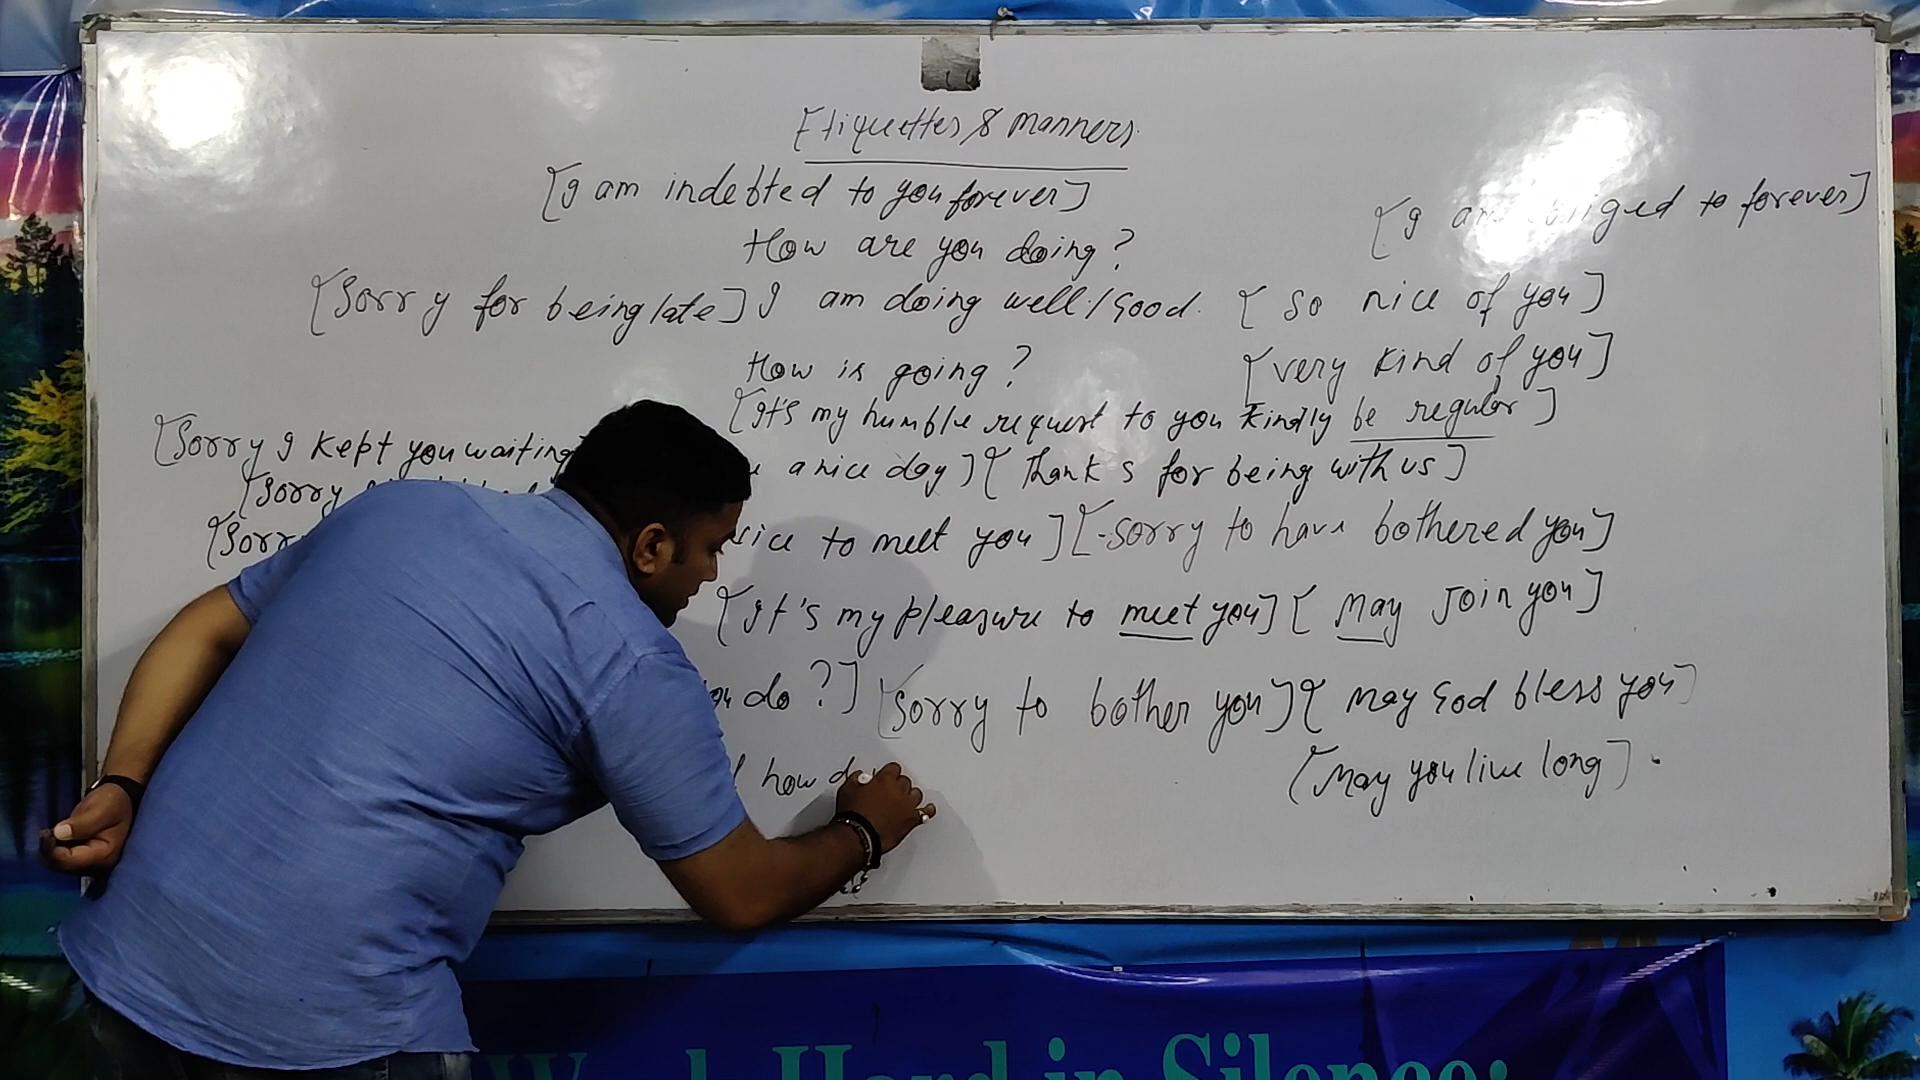 Etiquettes & manners.
[I am indebted to you forever]
[I am obliged to forever]
How are you doing?
[Sorry for being late] I am doing well/Good. [So nice of you]
How is going? [very kind of you]
[It's my humble request to you kindly be regular]
[Sorry I kept you waiting a nice day] [Thanks for being with us]
[Sorry
[Sorry nice to meet you] [Sorry to have bothered you]
[It's my pleasure to meet you] [May Join you]
you do?] [Sorry to bother you] [May God bless you]
how d [May you live long].
Work Hard in Silence: